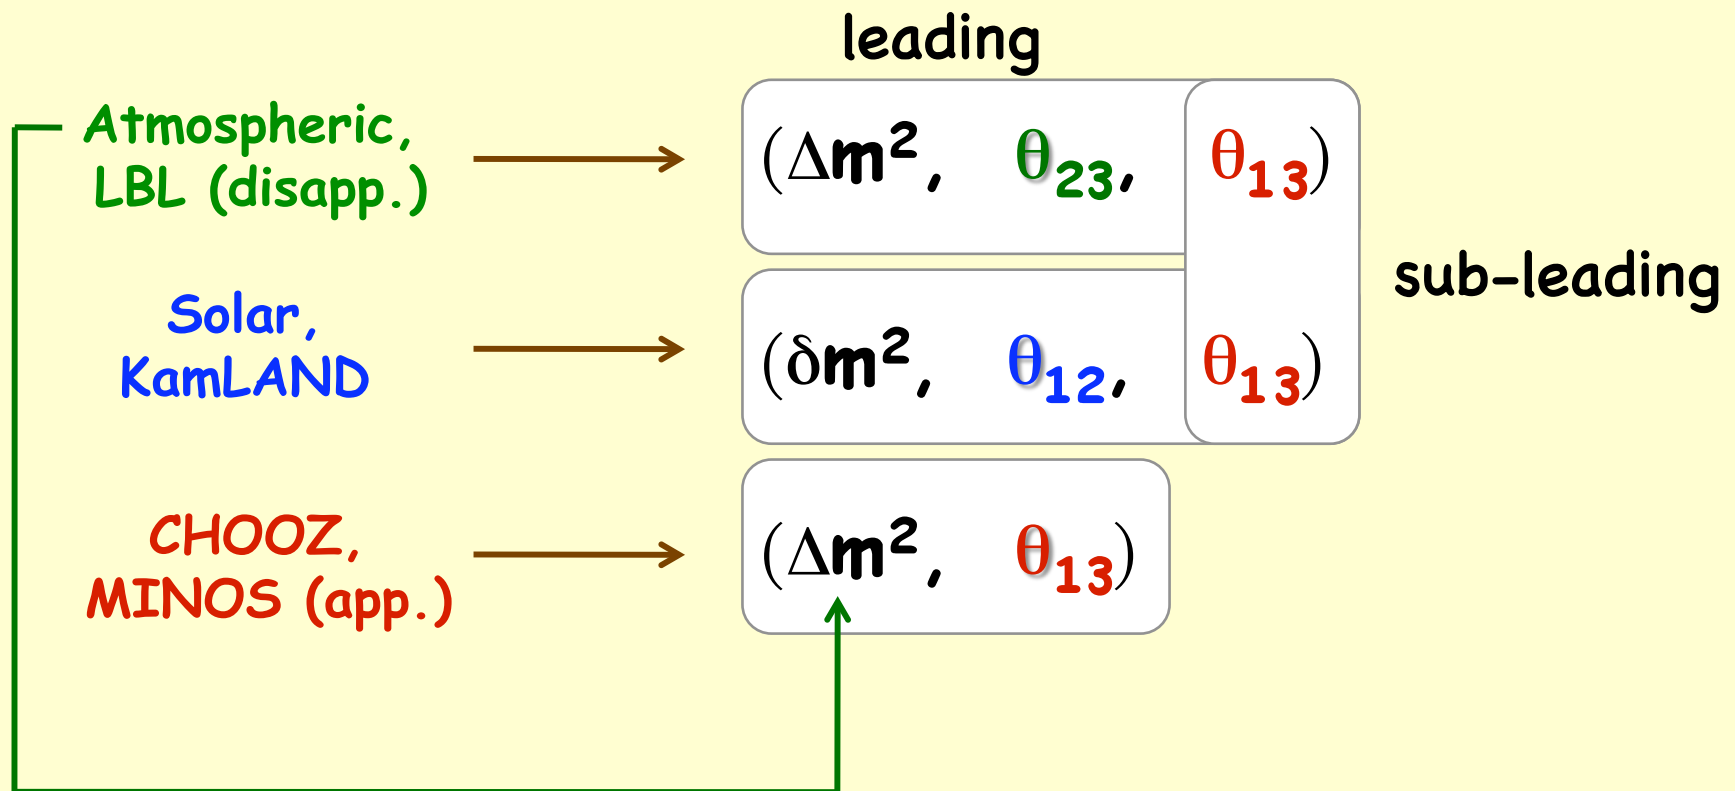 leading
Atmospheric,
LBL (disapp.)
(Δm², θ₂₃, θ₁₃)
sub-leading
Solar,
KamLAND
(δm², θ₁₂, θ₁₃)
CHOOZ,
MINOS (app.)
(Δm², θ₁₃)